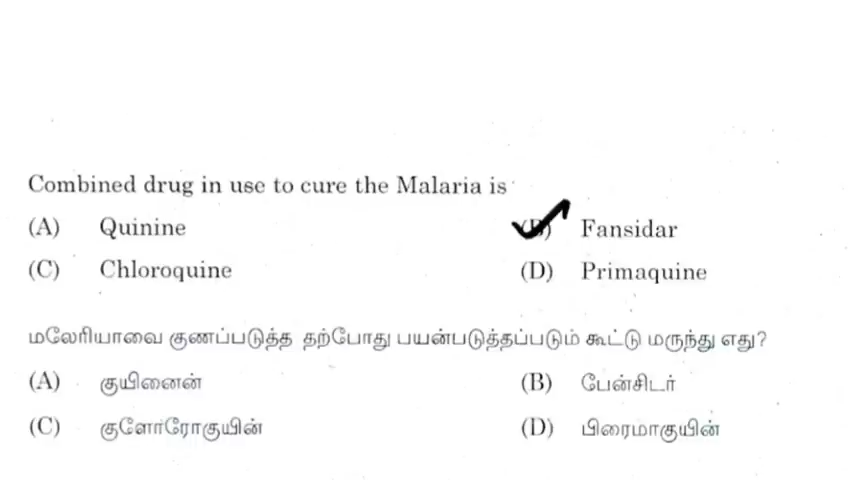 Combined drug in use to cure the Malaria is
(A) Quinine (B) Fansidar
(C) Chloroquine (D) Primaquine
மலேரியாவை குணப்படுத்த தற்போது பயன்படுத்தப்படும் கூட்டு மருந்து எது?
(A) குயினைன் (B) பேன்சிடர்
(C) குளோர்ரோகுயின் (D) பிரைமாகுயின்